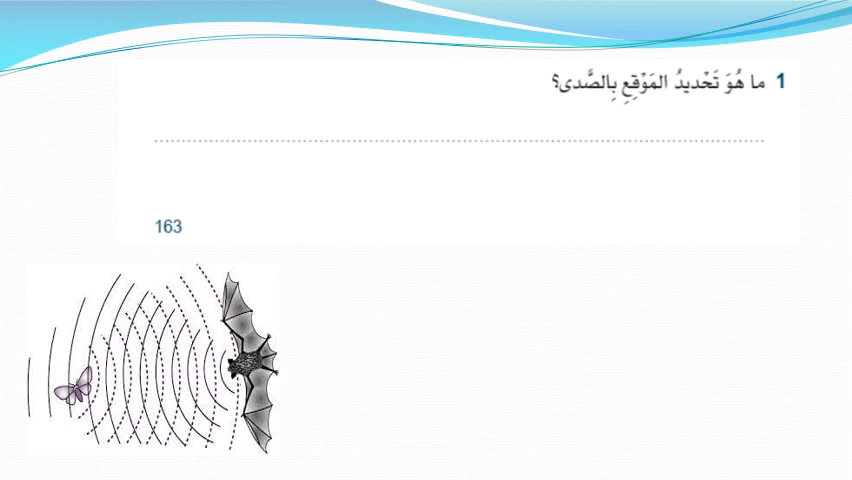 1 ما هُوَ تَحْديدُ المَوْقِعِ بِالصَّدى؟
163